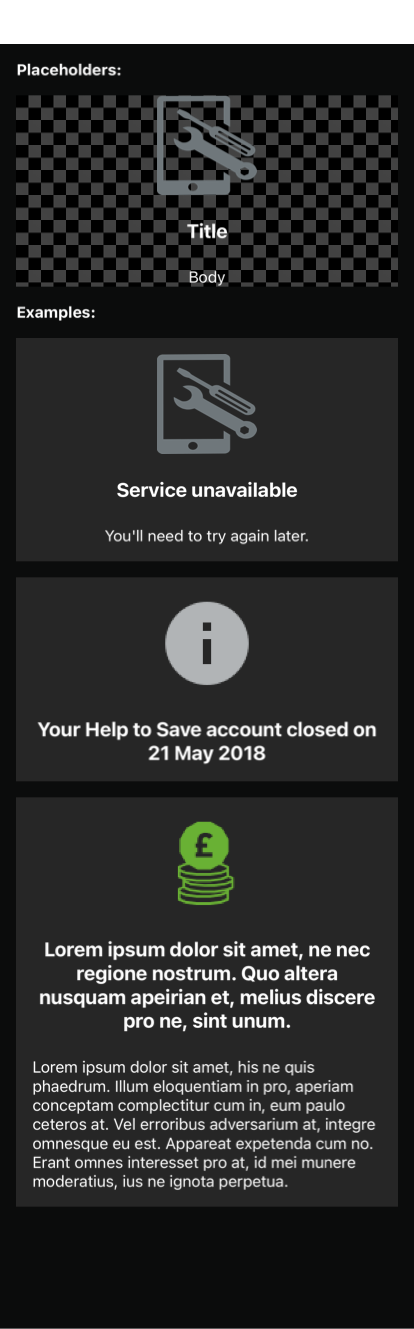 Placeholders:
Title
Body
Examples:
Service unavailable
You'll need to try again later.
i
Your Help to Save account closed on
21 May 2018
£
Lorem ipsum dolor sit amet, ne nec
regione nostrum. Quo altera
nusquam apeirian et, melius discere
pro ne, sint unum.
Lorem ipsum dolor sit amet, his ne quis
phaedrum. Illum eloquentiam in pro, aperiam
conceptam complectitur cum in, eum paulo
ceteros at. Vel erroribus adversarium at, integre
omnesque eu est. Appareat expetenda cum no.
Erant omnes interesset pro at, id mei munere
moderatius, ius ne ignota perpetua.